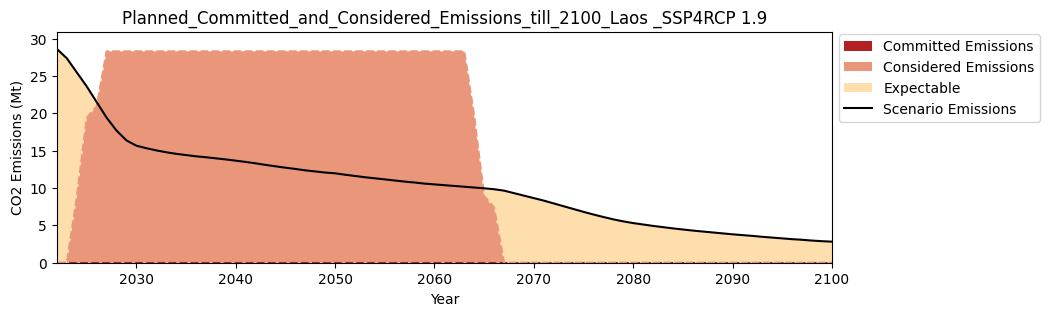 Planned_Committed_and_Considered_Emissions_till_2100_Laos _SSP4RCP 1.9
CO2 Emissions (Mt)
30
25
20
15
10
5
0
2030 2040 2050 2060 2070 2080 2090 2100
Year
Committed Emissions
Considered Emissions
Expectable
Scenario Emissions